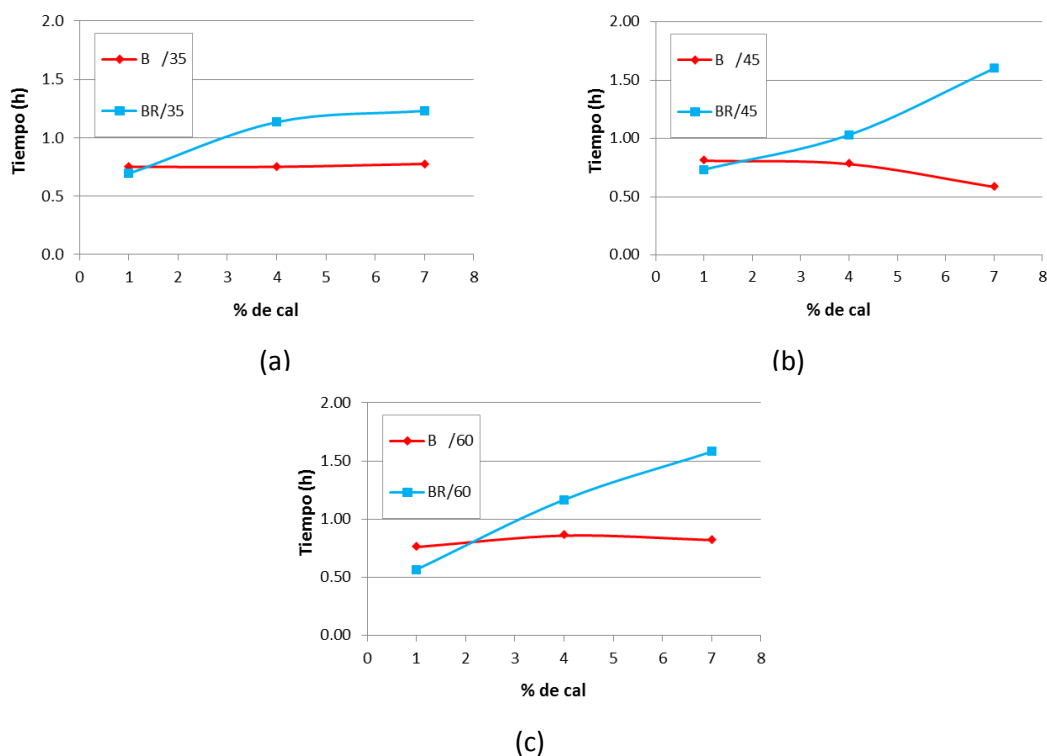 2.0
B /35
1.5
BR/35
Tiempo (h)
1.0
0.5
0.0
0 1 2 3 4 5 6 7 8
% de cal
(a)
2.00
B /45
1.50
BR/45
Tiempo (h)
1.00
0.50
0.00
0 1 2 3 4 5 6 7 8
% de cal
(b)
2.00
B /60
1.50
BR/60
Tiempo (h)
1.00
0.50
0.00
0 1 2 3 4 5 6 7 8
% de cal
(c)